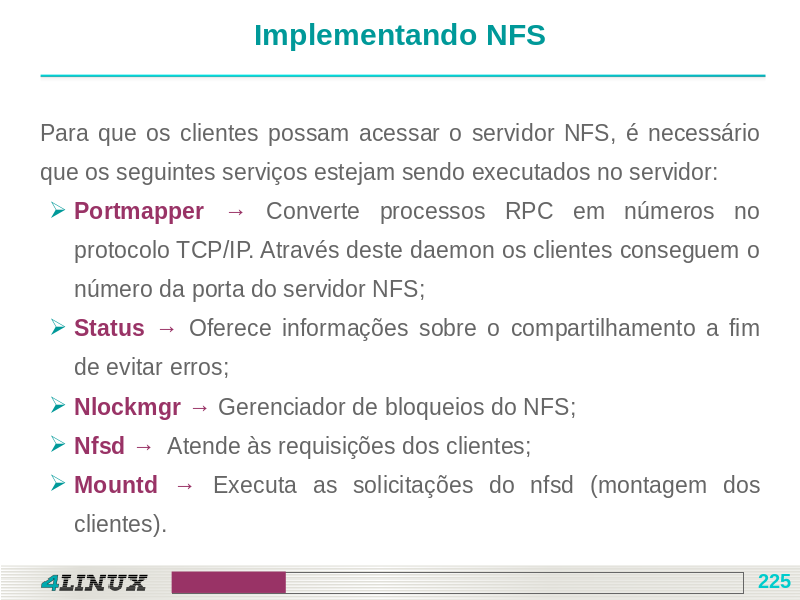 Implementando NFS
Para que os clientes possam acessar o servidor NFS, é necessário
que os seguintes serviços estejam sendo executados no servidor:
➢ Portmapper → Converte processos RPC em números no
protocolo TCP/IP. Através deste daemon os clientes conseguem o
número da porta do servidor NFS;
➢ Status → Oferece informações sobre o compartilhamento a fim
de evitar erros;
➢ Nlockmgr → Gerenciador de bloqueios do NFS;
➢ Nfsd → Atende às requisições dos clientes;
➢ Mountd → Executa as solicitações do nfsd (montagem dos
clientes).
4LINUX
225